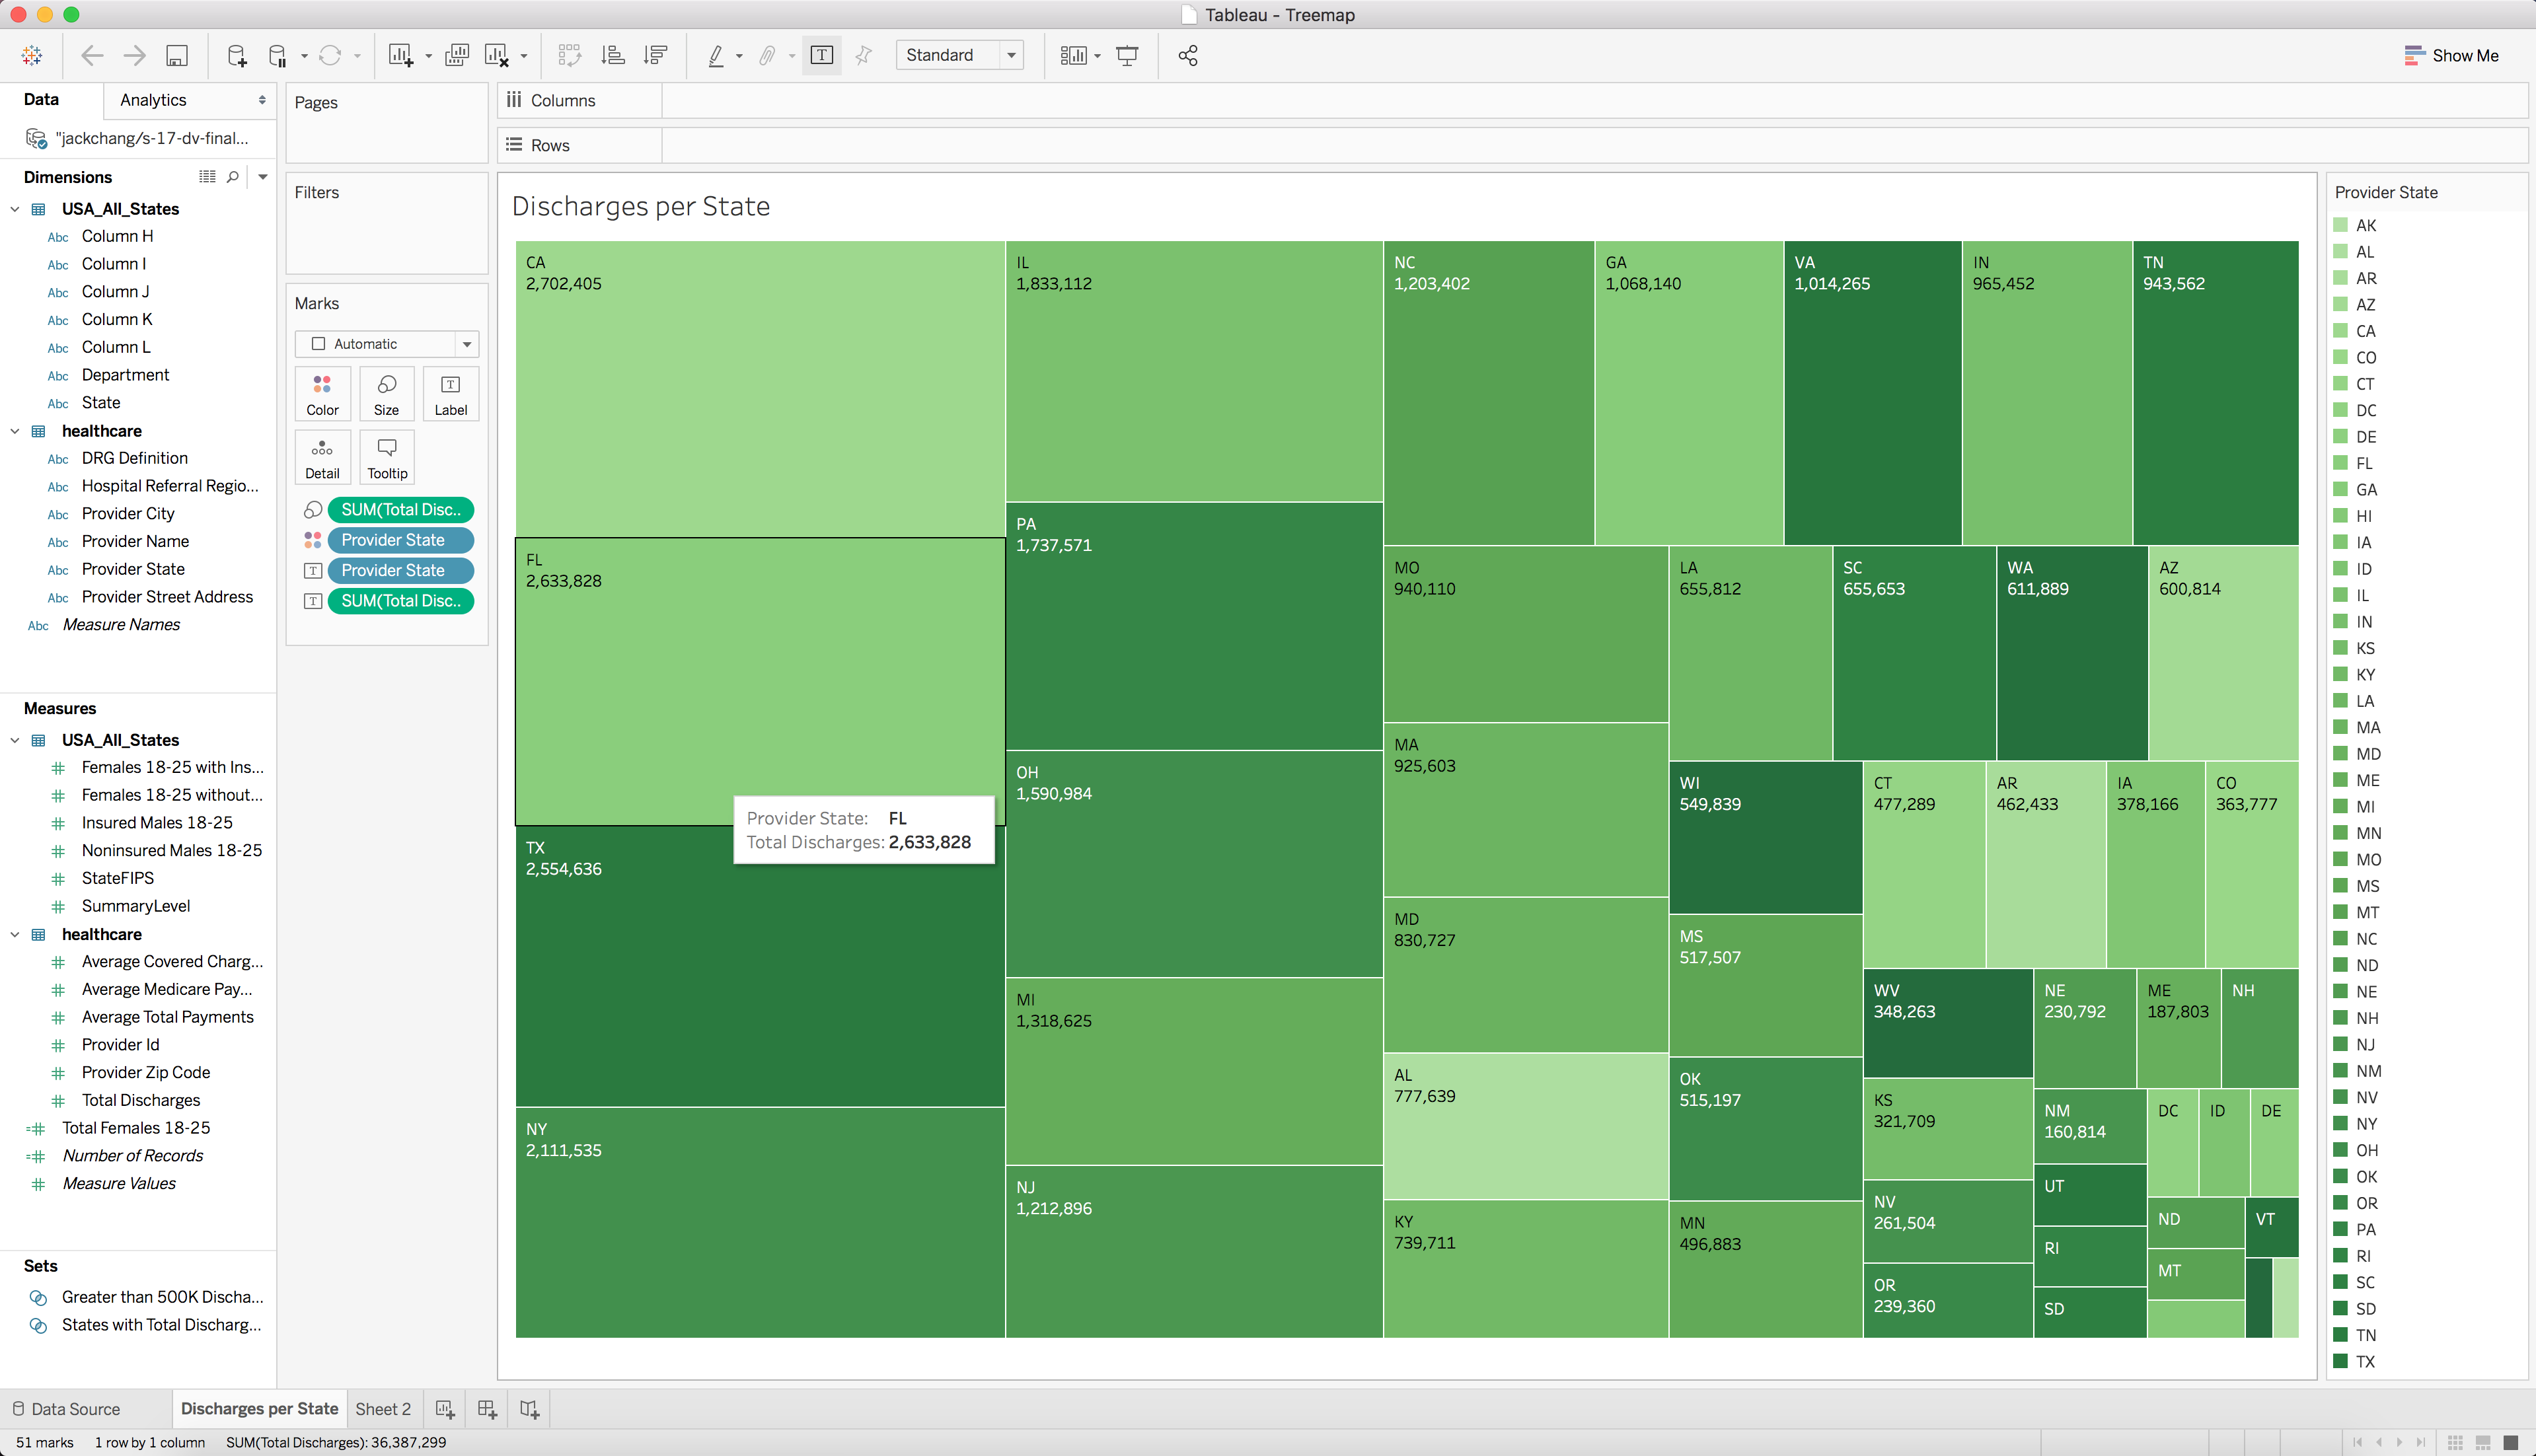 Tableau - Treemap
Standard
Show Me
Data
Analytics
"jackchang/s-17-dv-final...
Dimensions
USA_All_States
Abc Column H
Abc Column I
Abc Column J
Abc Column K
Abc Column L
Abc Department
Abc State
healthcare
Abc DRG Definition
Abc Hospital Referral Regio...
Abc Provider City
Abc Provider Name
Abc Provider State
Abc Provider Street Address
Abc Measure Names
Measures
USA_All_States
Females 18-25 with Ins...
Females 18-25 without...
Insured Males 18-25
Noninsured Males 18-25
StateFIPS
SummaryLevel
healthcare
Average Covered Charg...
Average Medicare Pay...
Average Total Payments
Provider Id
Provider Zip Code
Total Discharges
Total Females 18-25
Number of Records
Measure Values
Sets
Greater than 500K Discha...
States with Total Discharg...
Pages
Filters
Marks
Automatic
Color
Size
Label
Detail
Tooltip
SUM(Total Disc..
Provider State
Provider State
SUM(Total Disc..
Columns
Rows
Discharges per State
CA
2,702,405
FL
2,633,828
TX
2,554,636
NY
2,111,535
Provider State: FL
Total Discharges: 2,633,828
IL
1,833,112
PA
1,737,571
OH
1,590,984
MI
1,318,625
NJ
1,212,896
NC
1,203,402
GA
1,068,140
VA
1,014,265
IN
965,452
TN
943,562
MO
940,110
MA
925,603
MD
830,727
AL
777,639
KY
739,711
LA
655,812
SC
655,653
WA
611,889
AZ
600,814
WI
549,839
MS
517,507
OK
515,197
MN
496,883
CT
477,289
AR
462,433
IA
378,166
CO
363,777
WV
348,263
KS
321,709
NV
261,504
OR
239,360
NE
230,792
ME
187,803
NH
NM
160,814
UT
RI
SD
DC
ID
DE
ND
MT
VT
Provider State
AK
AL
AR
AZ
CA
CO
CT
DC
DE
FL
GA
HI
IA
ID
IL
IN
KS
KY
LA
MA
MD
ME
MI
MN
MO
MS
MT
NC
ND
NE
NH
NJ
NM
NV
NY
OH
OK
OR
PA
RI
SC
SD
TN
TX
Data Source
Discharges per State
Sheet 2
51 marks
1 row by 1 column
SUM(Total Discharges): 36,387,299